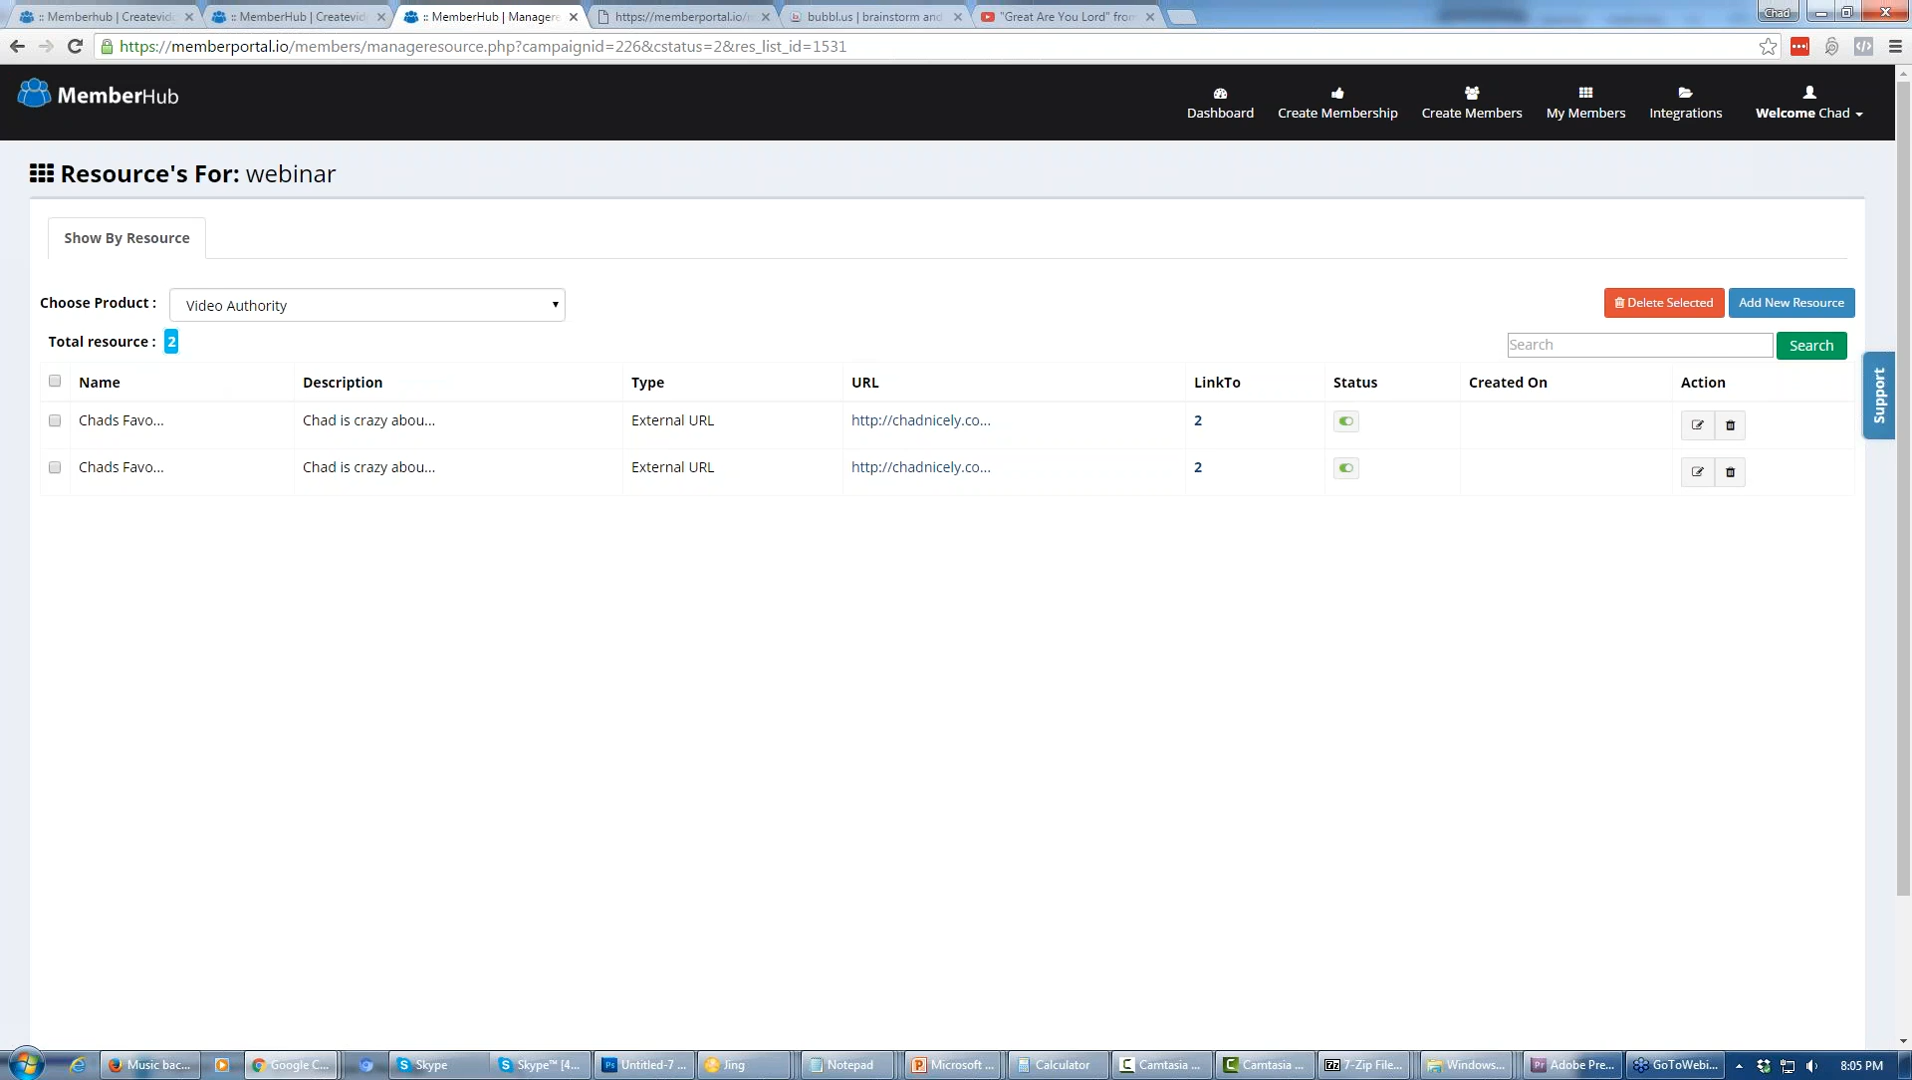 :: Memberhub | Createvid
:: MemberHub | Createvid
:: MemberHub | Manager
https://memberportal.io/
bubbl.us | brainstorm and
"Great Are You Lord" from
Chad
https://memberportal.io/members/manageresource.php?campaignid=226&cstatus=2&res_list_id=1531
MemberHub
Dashboard
Create Membership
Create Members
My Members
Integrations
Welcome Chad
Resource's For: webinar
Show By Resource
Choose Product :
Video Authority
Delete Selected
Add New Resource
Total resource : 2
Search
Search
Support
Name Description Type URL LinkTo Status Created On Action
Chads Favo... Chad is crazy abou... External URL http://chadnicely.co... 2
Chads Favo... Chad is crazy abou... External URL http://chadnicely.co... 2
Music bac...
Google C...
Skype
Skype™ [4...
Untitled-7 ...
Jing
Notepad
Microsoft ...
Calculator
Camtasia ...
Camtasia ...
7-Zip File...
Windows...
Adobe Pre...
GoToWebi...
8:05 PM